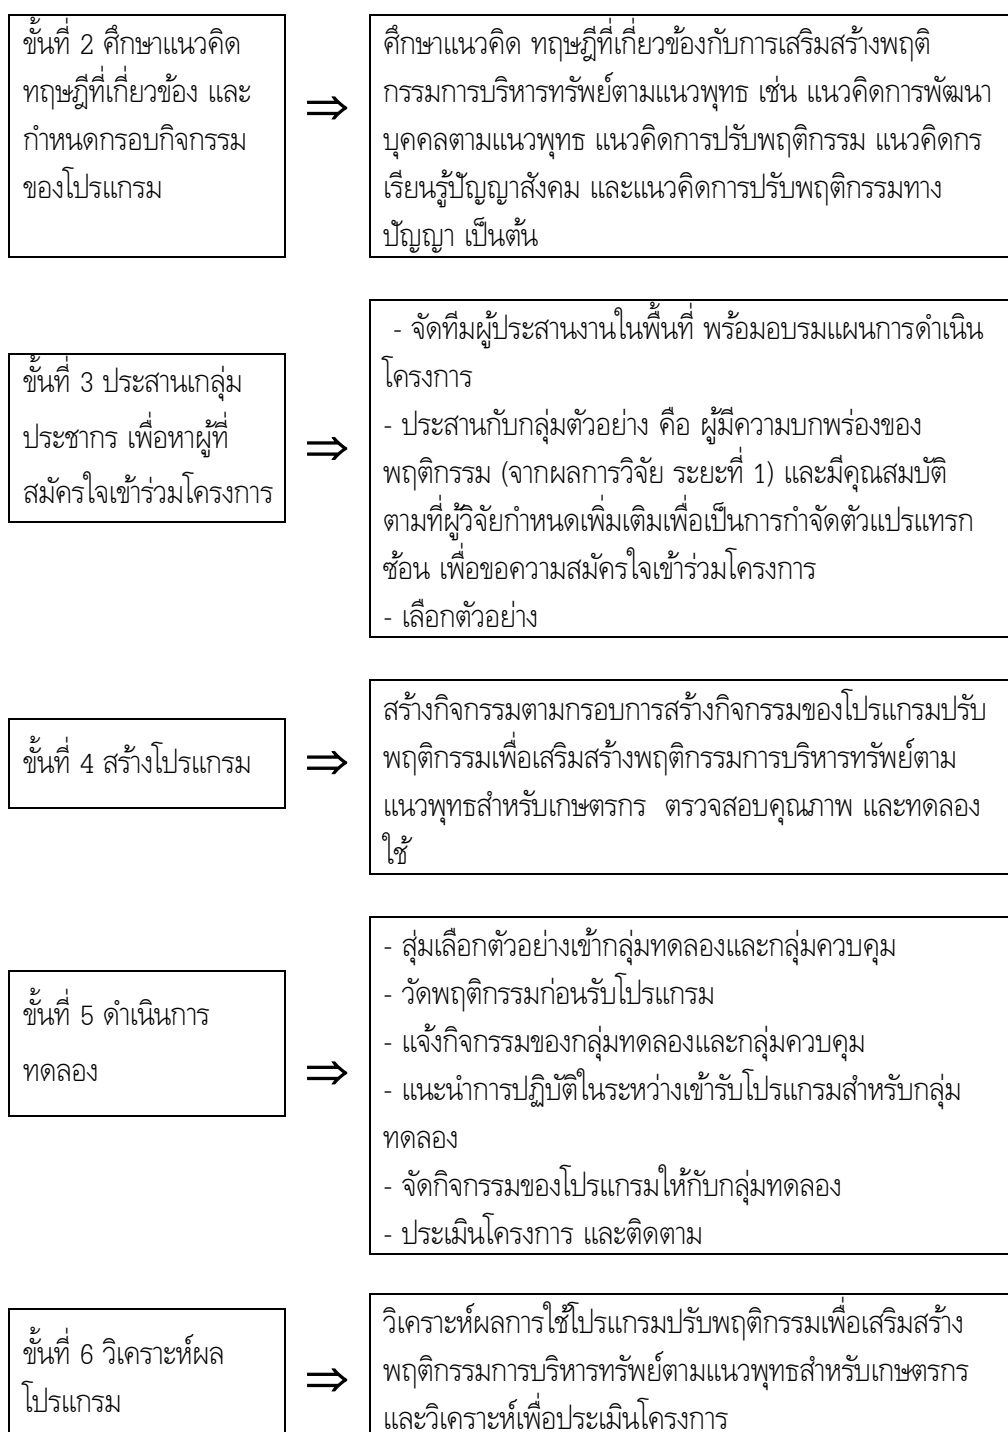 ขั้นที่ 2 ศึกษาแนวคิด
ทฤษฎีที่เกี่ยวข้อง และ
กำหนดกรอบกิจกรรม
ของโปรแกรม
⇒
ศึกษาแนวคิด ทฤษฎีที่เกี่ยวข้องกับการเสริมสร้างพฤติ
กรรมการบริหารทรัพย์ตามแนวพุทธ เช่น แนวคิดการพัฒนา
บุคคลตามแนวพุทธ แนวคิดการปรับพฤติกรรม แนวคิดกร
เรียนรู้ปัญญาสังคม และแนวคิดการปรับพฤติกรรมทาง
ปัญญา เป็นต้น
ขั้นที่ 3 ประสานเกลุ่ม
ประชากร เพื่อหาผู้ที่
สมัครใจเข้าร่วมโครงการ
⇒
- จัดทีมผู้ประสานงานในพื้นที่ พร้อมอบรมแผนการดำเนิน
โครงการ
- ประสานกับกลุ่มตัวอย่าง คือ ผู้มีความบกพร่องของ
พฤติกรรม (จากผลการวิจัย ระยะที่ 1) และมีคุณสมบัติ
ตามที่ผู้วิจัยกำหนดเพิ่มเติมเพื่อเป็นการกำจัดตัวแปรแทรก
ซ้อน เพื่อขอความสมัครใจเข้าร่วมโครงการ
- เลือกตัวอย่าง
ขั้นที่ 4 สร้างโปรแกรม
⇒
สร้างกิจกรรมตามกรอบการสร้างกิจกรรมของโปรแกรมปรับ
พฤติกรรมเพื่อเสริมสร้างพฤติกรรมการบริหารทรัพย์ตาม
แนวพุทธสำหรับเกษตรกร ตรวจสอบคุณภาพ และทดลอง
ใช้
ขั้นที่ 5 ดำเนินการ
ทดลอง
⇒
- สุ่มเลือกตัวอย่างเข้ากลุ่มทดลองและกลุ่มควบคุม
- วัดพฤติกรรมก่อนรับโปรแกรม
- แจ้งกิจกรรมของกลุ่มทดลองและกลุ่มควบคุม
- แนะนำการปฏิบัติในระหว่างเข้ารับโปรแกรมสำหรับกลุ่ม
ทดลอง
- จัดกิจกรรมของโปรแกรมให้กับกลุ่มทดลอง
- ประเมินโครงการ และติดตาม
ขั้นที่ 6 วิเคราะห์ผล
โปรแกรม
⇒
วิเคราะห์ผลการใช้โปรแกรมปรับพฤติกรรมเพื่อเสริมสร้าง
พฤติกรรมการบริหารทรัพย์ตามแนวพุทธสำหรับเกษตรกร
และวิเคราะห์เพื่อประเมินโครงการ